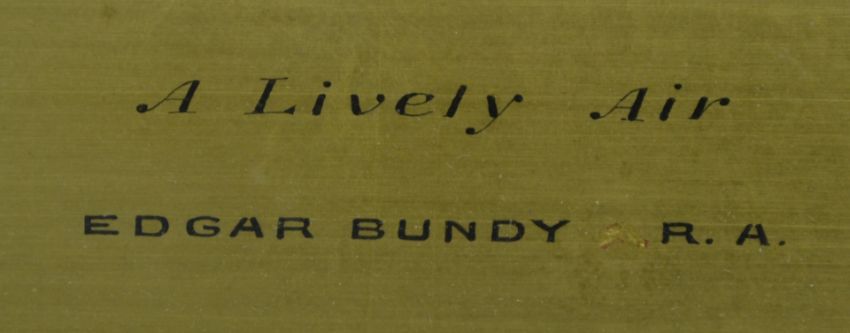 A Lively Air
EDGAR BUNDY R. A.